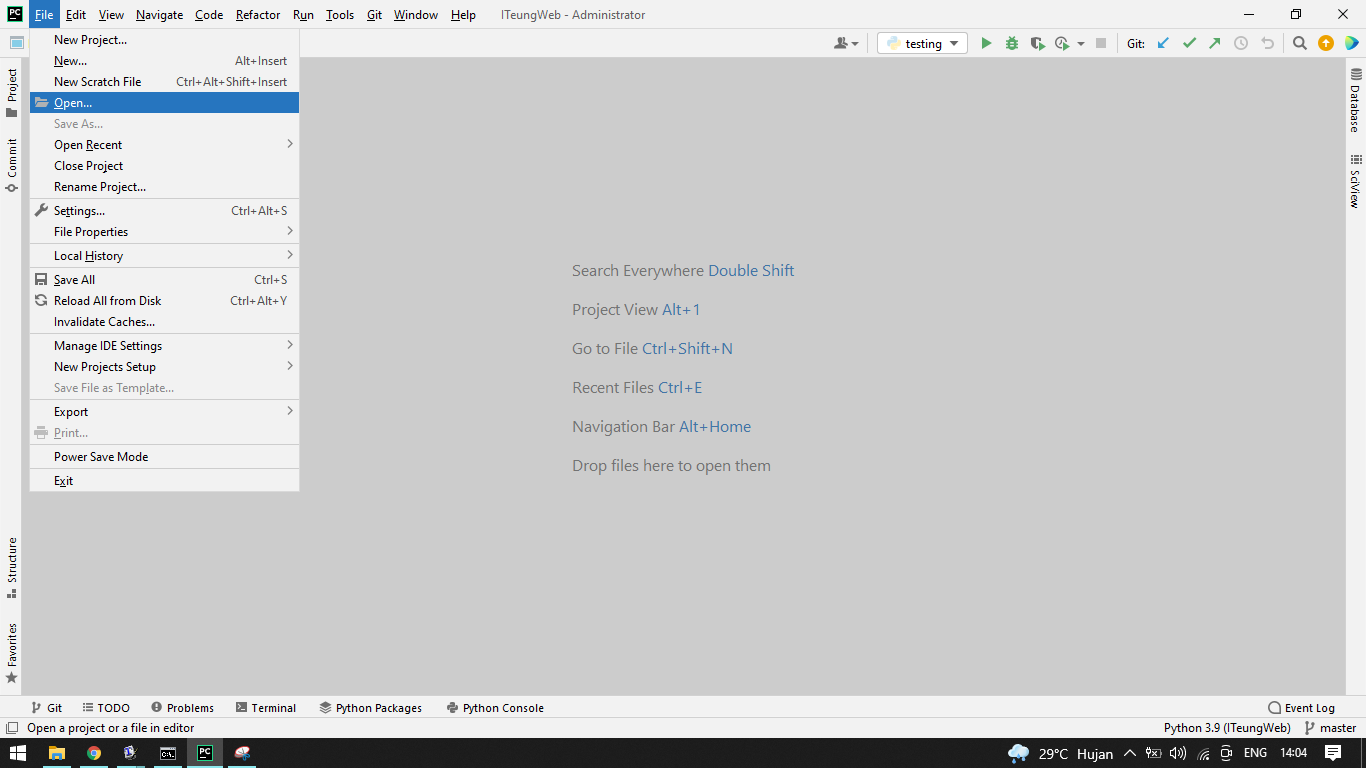 PC File Edit View Navigate Code Refactor Run Tools Git Window Help ITeungWeb - Administrator
testing Git:
New Project...
New... Alt+Insert
New Scratch File Ctrl+Alt+Shift+Insert
Open...
Save As...
Open Recent
Close Project
Rename Project...
Settings... Ctrl+Alt+S
File Properties
Local History
Save All Ctrl+S
Reload All from Disk Ctrl+Alt+Y
Invalidate Caches...
Manage IDE Settings
New Projects Setup
Save File as Template...
Export
Print...
Power Save Mode
Exit
Project
Commit
Structure
Favorites
Search Everywhere Double Shift
Project View Alt+1
Go to File Ctrl+Shift+N
Recent Files Ctrl+E
Navigation Bar Alt+Home
Drop files here to open them
Database
SciView
Git TODO Problems Terminal Python Packages Python Console Event Log
Open a project or a file in editor Python 3.9 (ITeungWeb) master
PC 29°C Hujan ENG 14:04